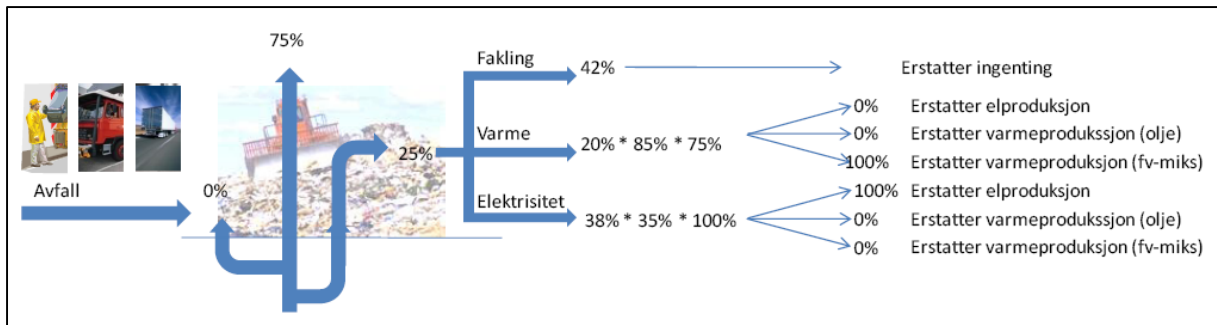 75%
Fakling
42%
Erstatter ingenting
0% Erstatter elproduksjon
Varme
0% Erstatter varmeprodukssjon (olje)
25%
20% * 85% * 75%
100% Erstatter varmeproduksjon (fv-miks)
Avfall
0%
Elektrisitet
100% Erstatter elproduksjon
38% * 35% * 100%
0% Erstatter varmeprodukssjon (olje)
0% Erstatter varmeproduksjon (fv-miks)